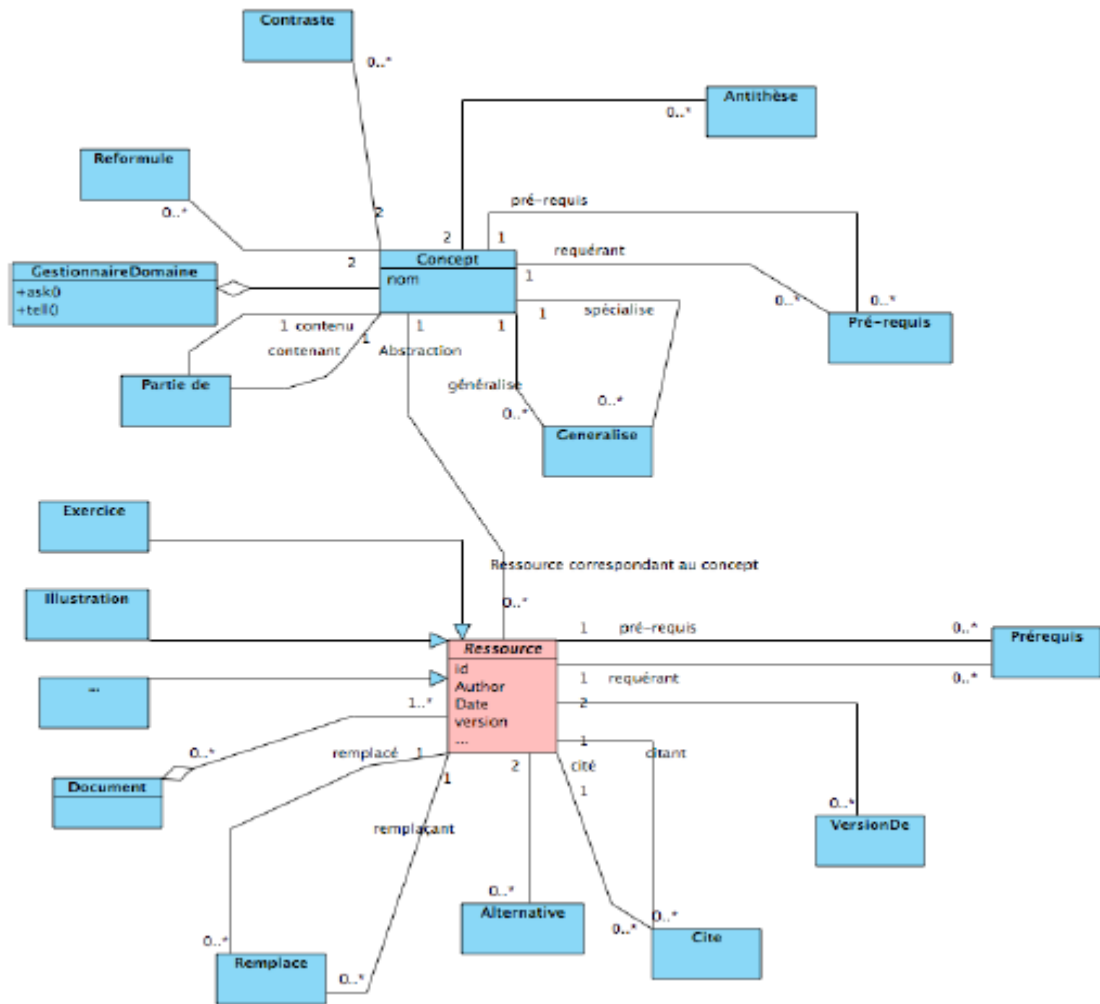 Contraste
0..*
Antithèse
0..*
Reformule
0..*
pré-requis
2
2
1
requérant
2
Concept
nom
1
GestionnaireDomaine
+ask()
+tell()
0..*
0..*
1
spécialise
1 contenu
contenant
1
1
Abstraction
1
Pré-requis
Partie de
généralise
0..*
0..*
Generalise
Exercice
Ressource correspondant au concept
0..*
Illustration
1
pré-requis
0..*
Prérequis
Ressource
id
Author
Date
version
...
1
requérant
0..*
...
1..*
2
0..*
remplacé
1
1
citant
Document
1
2
cité
1
0..*
VersionDe
remplaçant
0..*
Alternative
0..*
0..*
Cite
0..*
Remplace
0..*